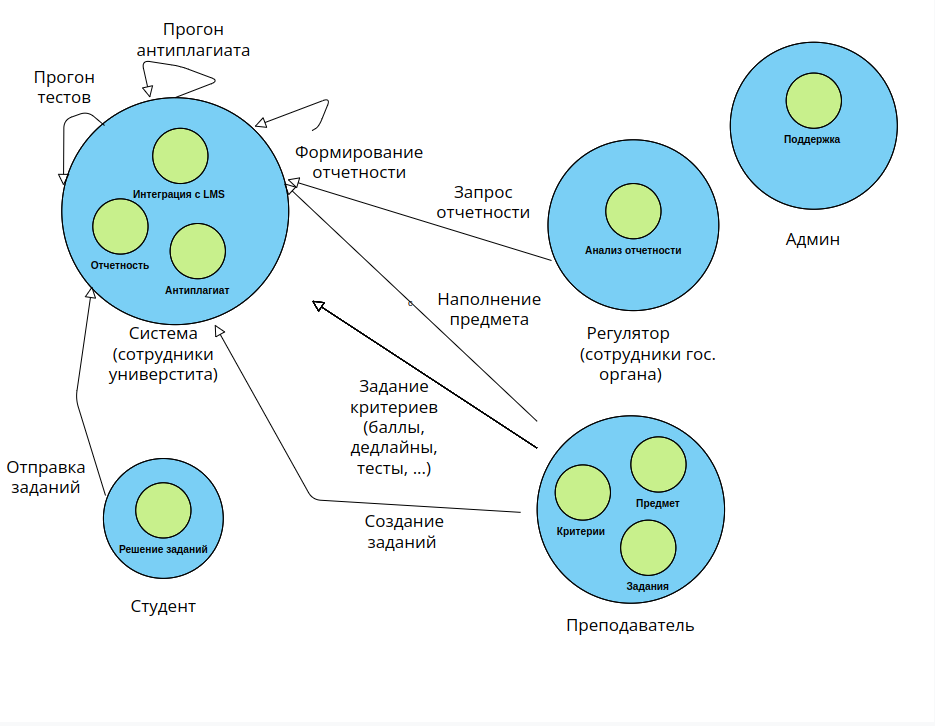 Прогон
антиплагиата
Прогон
тестов
Интеграция с LMS
Отчетность
Антиплагиат
Система
(сотрудники
универстита)
Формирование
отчетности
Запрос
отчетности
Анализ отчетности
Регулятор
(сотрудники гос.
органа)
Поддержка
Админ
с
Наполнение
предмета
Задание
критериев
(баллы,
дедлайны,
тесты, ...)
Создание
заданий
Отправка
заданий
Решение заданий
Студент
Предмет
Критерии
Задания
Преподаватель